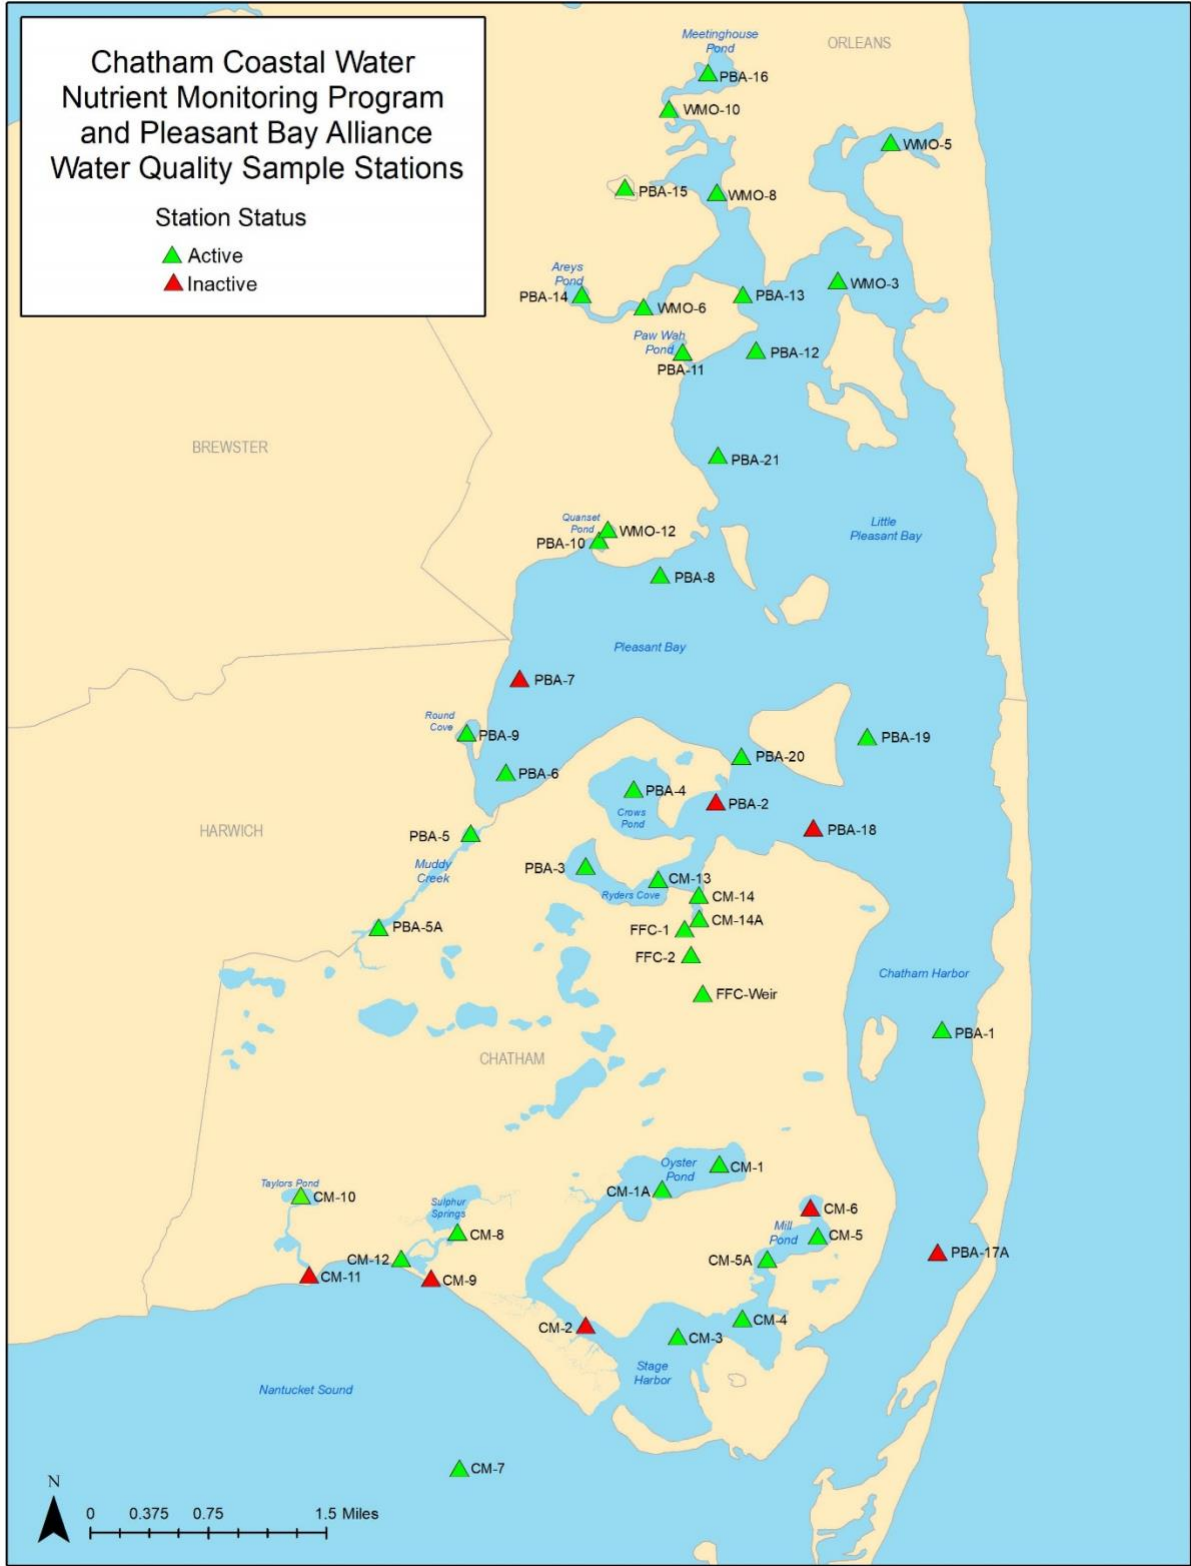 Chatham Coastal Water
Nutrient Monitoring Program
and Pleasant Bay Alliance
Water Quality Sample Stations
Station Status
Active
Inactive
Meetinghouse
Pond
ORLEANS
PBA-16
WMO-10
WMO-5
PBA-15
WMO-8
Areys
Pond
PBA-14
WMO-6
PBA-13
WMO-3
Paw Wah
Pond
PBA-11
PBA-12
BREWSTER
PBA-21
Quanset
Pond
WMO-12
PBA-10
Little
Pleasant Bay
PBA-8
Pleasant Bay
PBA-7
Round
Cove
PBA-9
PBA-19
PBA-20
PBA-6
PBA-4
PBA-2
Crows
Pond
PBA-18
HARWICH
PBA-5
Muddy
Creek
PBA-3
CM-13
Ryders Cove
CM-14
CM-14A
PBA-5A
FFC-1
FFC-2
Chatham Harbor
FFC-Weir
PBA-1
CHATHAM
Oyster
Pond
CM-1
CM-1A
Taylors Pond
CM-10
Sulphur
Springs
CM-8
CM-6
Mill
Pond
CM-5
CM-5A
PBA-17A
CM-12
CM-11
CM-9
CM-2
CM-3
CM-4
Stage
Harbor
Nantucket Sound
CM-7
N
0 0.375 0.75 1.5 Miles